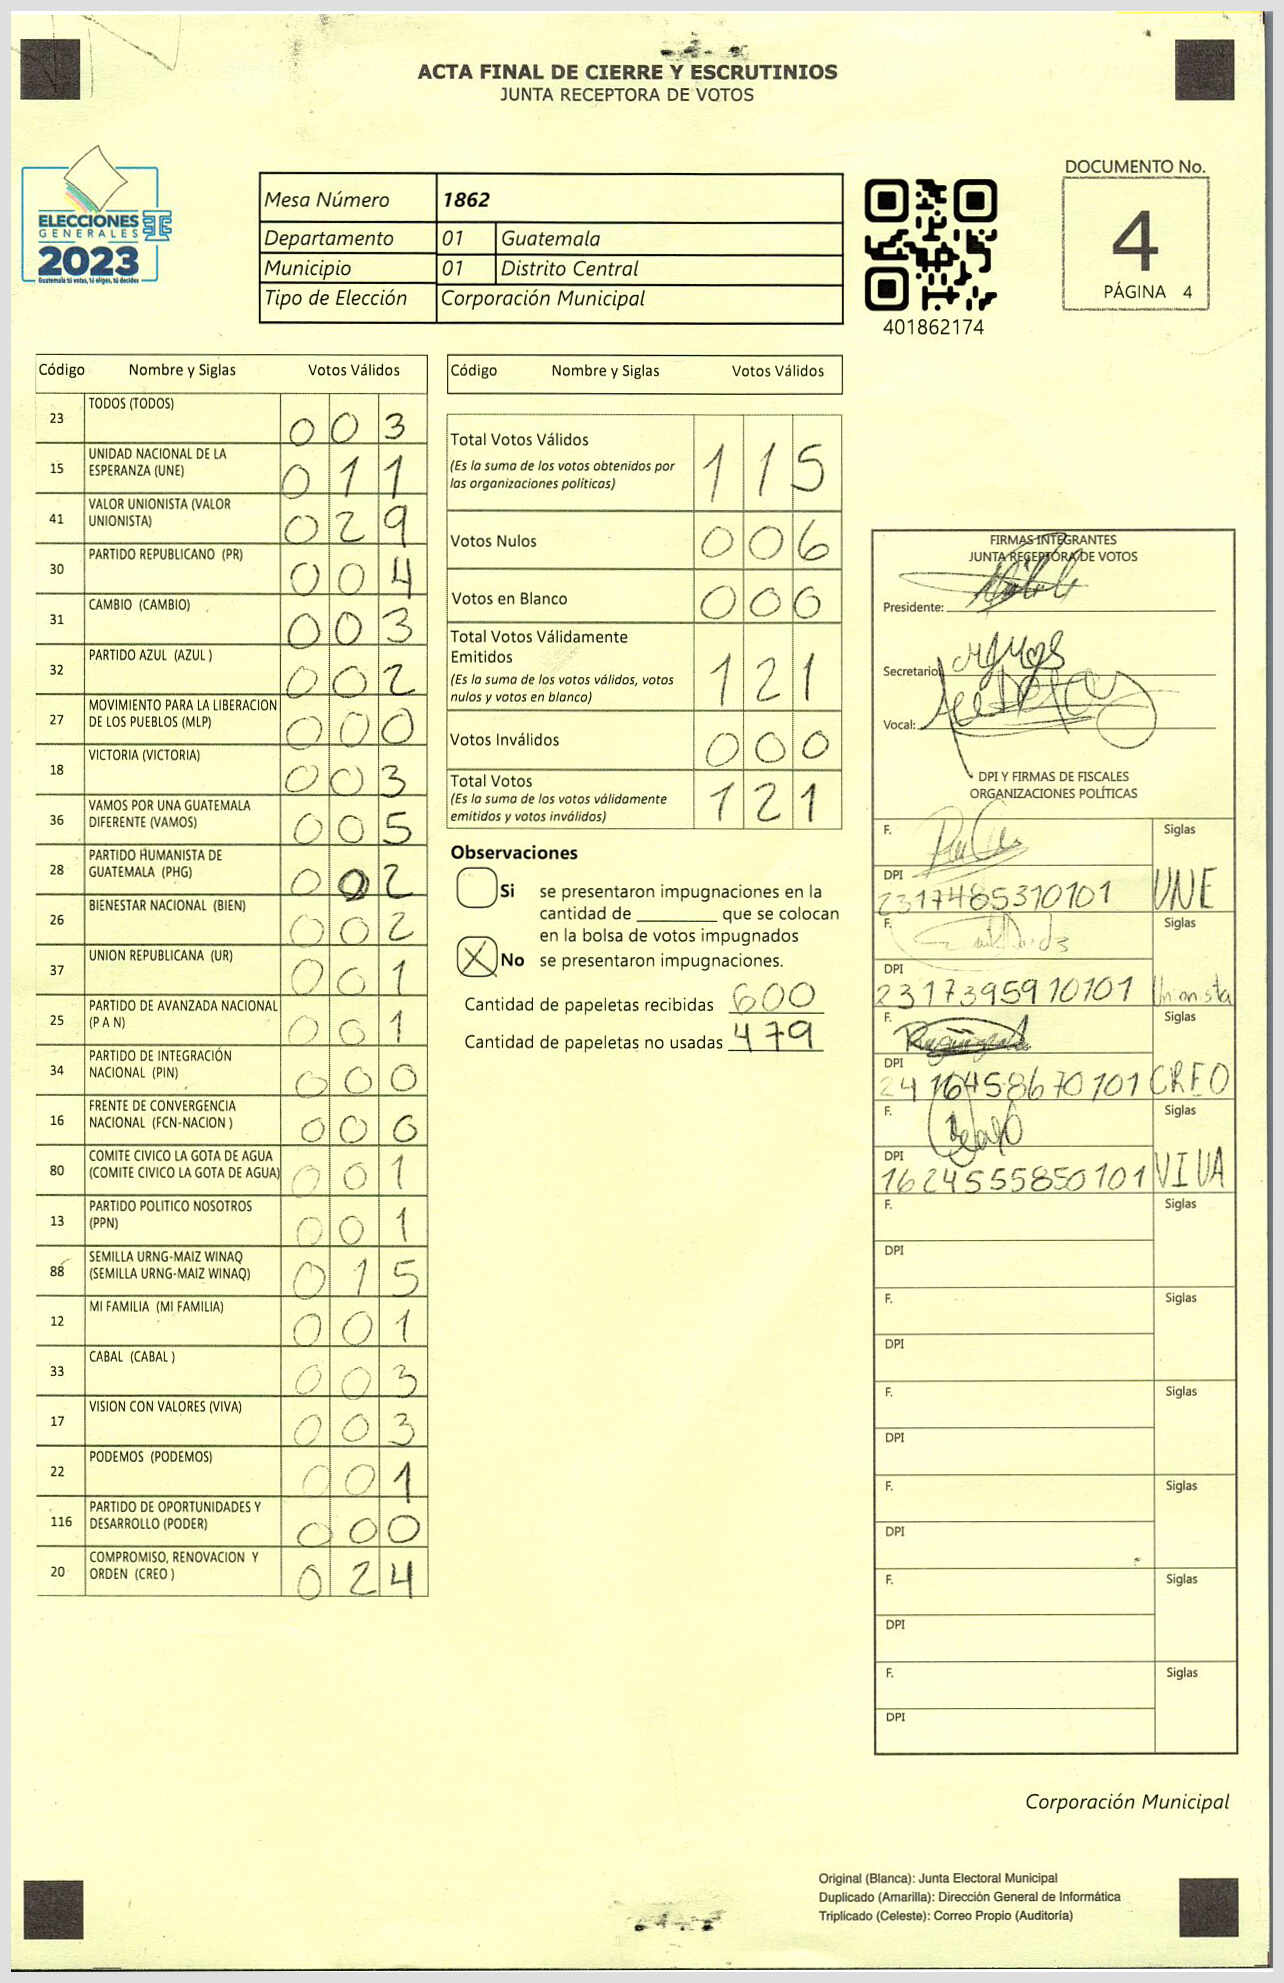 ACTA FINAL DE CIERRE Y ESCRUTINIOS
JUNTA RECEPTORA DE VOTOS
ELECCIONES
GENERALES
2023
Guatemala tú votas, tú eliges, tú decides
Mesa Número 1862
Departamento 01 Guatemala
Municipio 01 Distrito Central
Tipo de Elección Corporación Municipal
401862174
DOCUMENTO No.
4
PÁGINA 4
Código Nombre y Siglas Votos Válidos
23 TODOS (TODOS) 0 0 3
15 UNIDAD NACIONAL DE LA
ESPERANZA (UNE) 0 1 1
41 VALOR UNIONISTA (VALOR
UNIONISTA) 0 2 9
30 PARTIDO REPUBLICANO (PR) 0 0 4
31 CAMBIO (CAMBIO) 0 0 3
32 PARTIDO AZUL (AZUL ) 0 0 2
27 MOVIMIENTO PARA LA LIBERACION
DE LOS PUEBLOS (MLP) 0 0 0
18 VICTORIA (VICTORIA) 0 0 3
36 VAMOS POR UNA GUATEMALA
DIFERENTE (VAMOS) 0 0 5
28 PARTIDO HUMANISTA DE
GUATEMALA (PHG) 0 0 2
26 BIENESTAR NACIONAL (BIEN) 0 0 2
37 UNION REPUBLICANA (UR) 0 0 1
25 PARTIDO DE AVANZADA NACIONAL
(P A N) 0 0 1
34 PARTIDO DE INTEGRACIÓN
NACIONAL (PIN) 0 0 0
16 FRENTE DE CONVERGENCIA
NACIONAL (FCN-NACION ) 0 0 0
80 COMITE CIVICO LA GOTA DE AGUA
(COMITE CIVICO LA GOTA DE AGUA) 0 0 1
13 PARTIDO POLITICO NOSOTROS
(PPN) 0 0 1
88 SEMILLA URNG-MAIZ WINAQ
(SEMILLA URNG-MAIZ WINAQ) 0 1 5
12 MI FAMILIA (MI FAMILIA) 0 0 1
33 CABAL (CABAL ) 0 0 3
17 VISION CON VALORES (VIVA) 0 0 3
22 PODEMOS (PODEMOS) 0 0 1
116 PARTIDO DE OPORTUNIDADES Y
DESARROLLO (PODER) 0 0 0
20 COMPROMISO, RENOVACION Y
ORDEN (CREO ) 0 2 4
Código Nombre y Siglas Votos Válidos
Total Votos Válidos 1 1 5
(Es la suma de los votos obtenidos por
las organizaciones políticas)
Votos Nulos 0 0 6
Votos en Blanco 0 0 0
Total Votos Válidamente
Emitidos 1 2 1
(Es la suma de los votos válidos, votos
nulos y votos en blanco)
Votos Inválidos 0 0 0
Total Votos 1 2 1
(Es la suma de los votos válidamente
emitidos y votos inválidos)
Observaciones
Si se presentaron impugnaciones en la
cantidad de ________ que se colocan
en la bolsa de votos impugnados
X No se presentaron impugnaciones.
Cantidad de papeletas recibidas 600
Cantidad de papeletas no usadas 479
FIRMAS INTEGRANTES
JUNTA RECEPTORA DE VOTOS
Presidente:
Secretario:
Vocal:
DPI Y FIRMAS DE FISCALES
ORGANIZACIONES POLÍTICAS
F. Siglas
DPI
2317485310101 UNE
F. Siglas
DPI
2317395910101 Unionista
F. Siglas
DPI
2416458670101 CREO
F. Siglas
DPI
1624555850101 VIVA
F. Siglas
DPI
F. Siglas
DPI
F. Siglas
DPI
F. Siglas
DPI
F. Siglas
DPI
F. Siglas
DPI
Corporación Municipal
Original (Blanca): Junta Electoral Municipal
Duplicado (Amarilla): Dirección General de Informática
Triplicado (Celeste): Correo Propio (Auditoría)